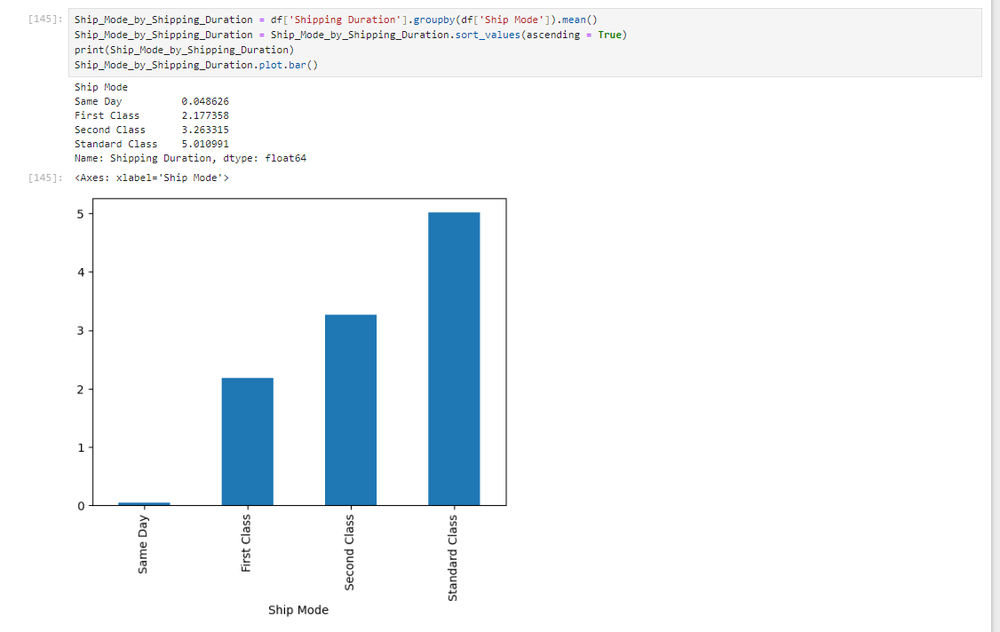 [145]: Ship_Mode_by_Shipping_Duration = df['Shipping Duration'].groupby(df['Ship Mode']).mean()
Ship_Mode_by_Shipping_Duration = Ship_Mode_by_Shipping_Duration.sort_values(ascending = True)
print(Ship_Mode_by_Shipping_Duration)
Ship_Mode_by_Shipping_Duration.plot.bar()
Ship Mode
Same Day          0.048626
First Class       2.177358
Second Class      3.263315
Standard Class    5.010991
Name: Shipping Duration, dtype: float64
[145]: <Axes: xlabel='Ship Mode'>
5
4
3
2
1
0
Same Day
First Class
Second Class
Standard Class
Ship Mode